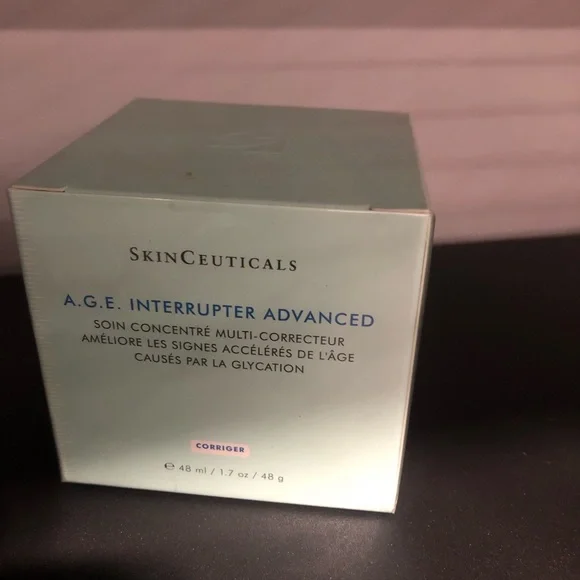 SKINCEUTICALS
A.G.E. INTERRUPTER ADVANCED
SOIN CONCENTRÉ MULTI-CORRECTEUR
AMÉLIORE LES SIGNES ACCÉLÉRÉS DE L'ÂGE
CAUSÉS PAR LA GLYCATION
CORRIGER
℮ 48 ml / 1.7 oz / 48 g